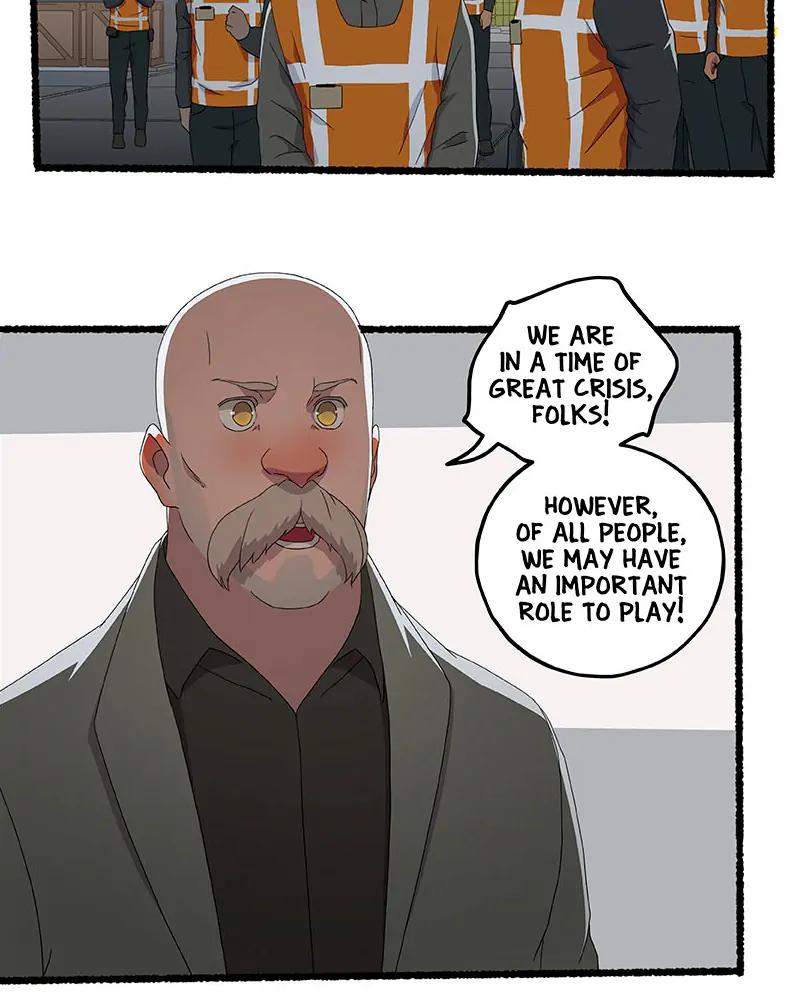 WE ARE
IN A TIME OF
GREAT CRISIS,
FOLKS!
HOWEVER,
OF ALL PEOPLE,
WE MAY HAVE
AN IMPORTANT
ROLE TO PLAY!